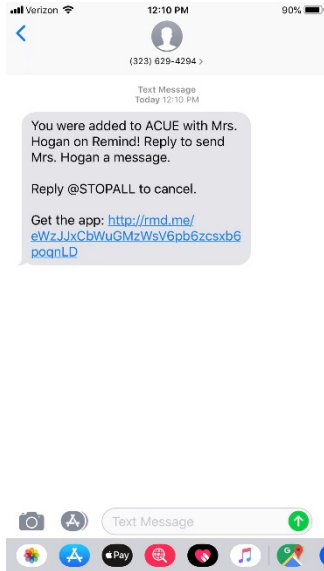 Verizon 12:10 PM 90%
(323) 629-4294 >
Text Message
Today 12:10 PM
You were added to ACUE with Mrs.
Hogan on Remind! Reply to send
Mrs. Hogan a message.
Reply @STOPALL to cancel.
Get the app: http://rmd.me/
eWzJJxCbWuGMzWsV6pb6zcsxb6
poqnLD
Text Message
Pay
G